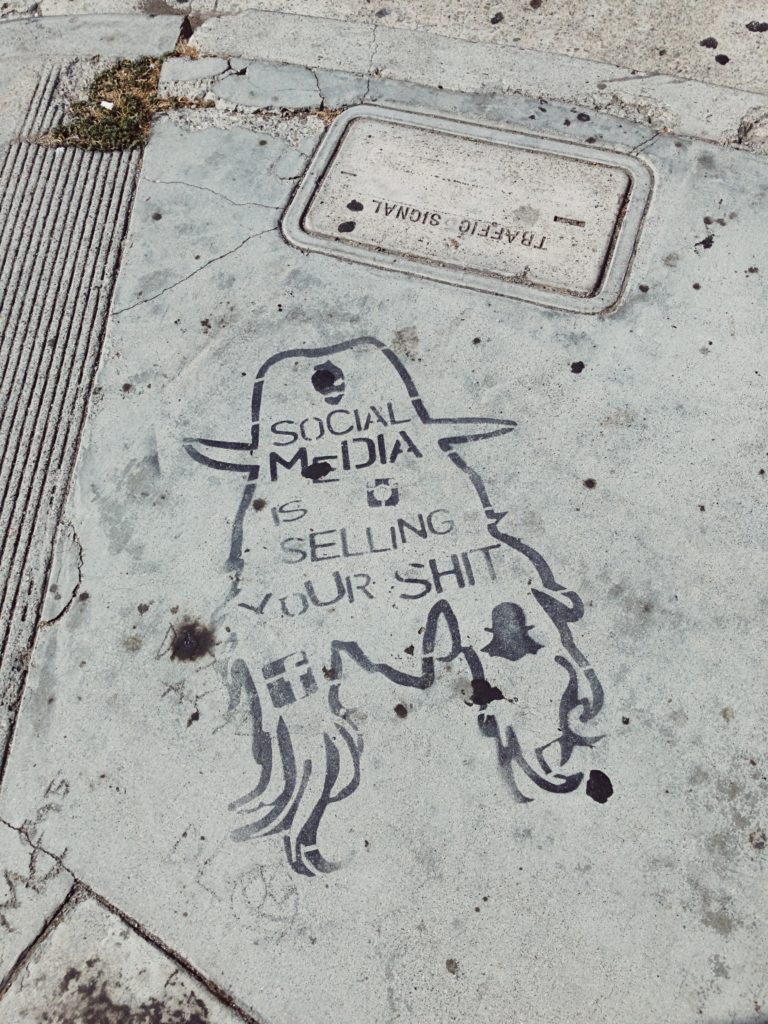 TRAFFIC SIGNAL
SOCIAL
MEDIA
IS
SELLING
YOUR SHIT
f